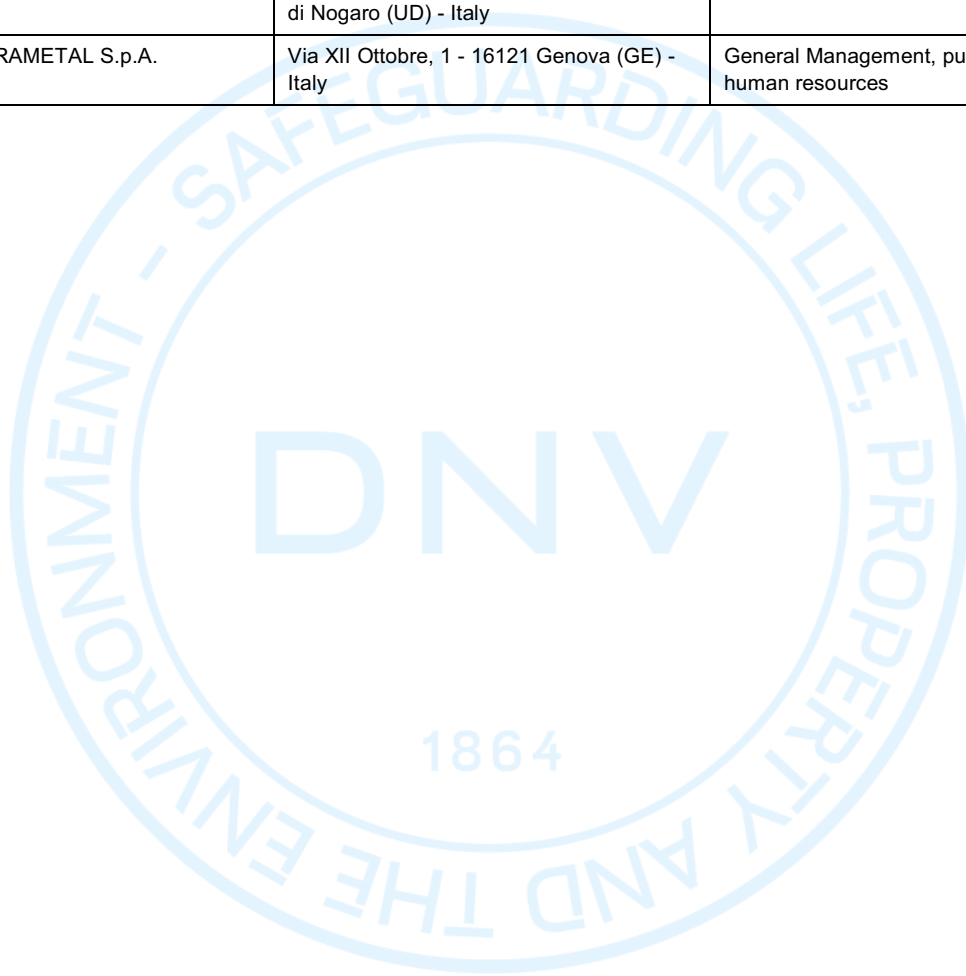 di Nogaro (UD) - Italy
RAMETAL S.p.A.
Via XII Ottobre, 1 - 16121 Genova (GE) -
Italy
General Management, pu
human resources
SAFEGUARDING LIFE, PROPERTY AND THE ENVIRONMENT -
DNV
1864